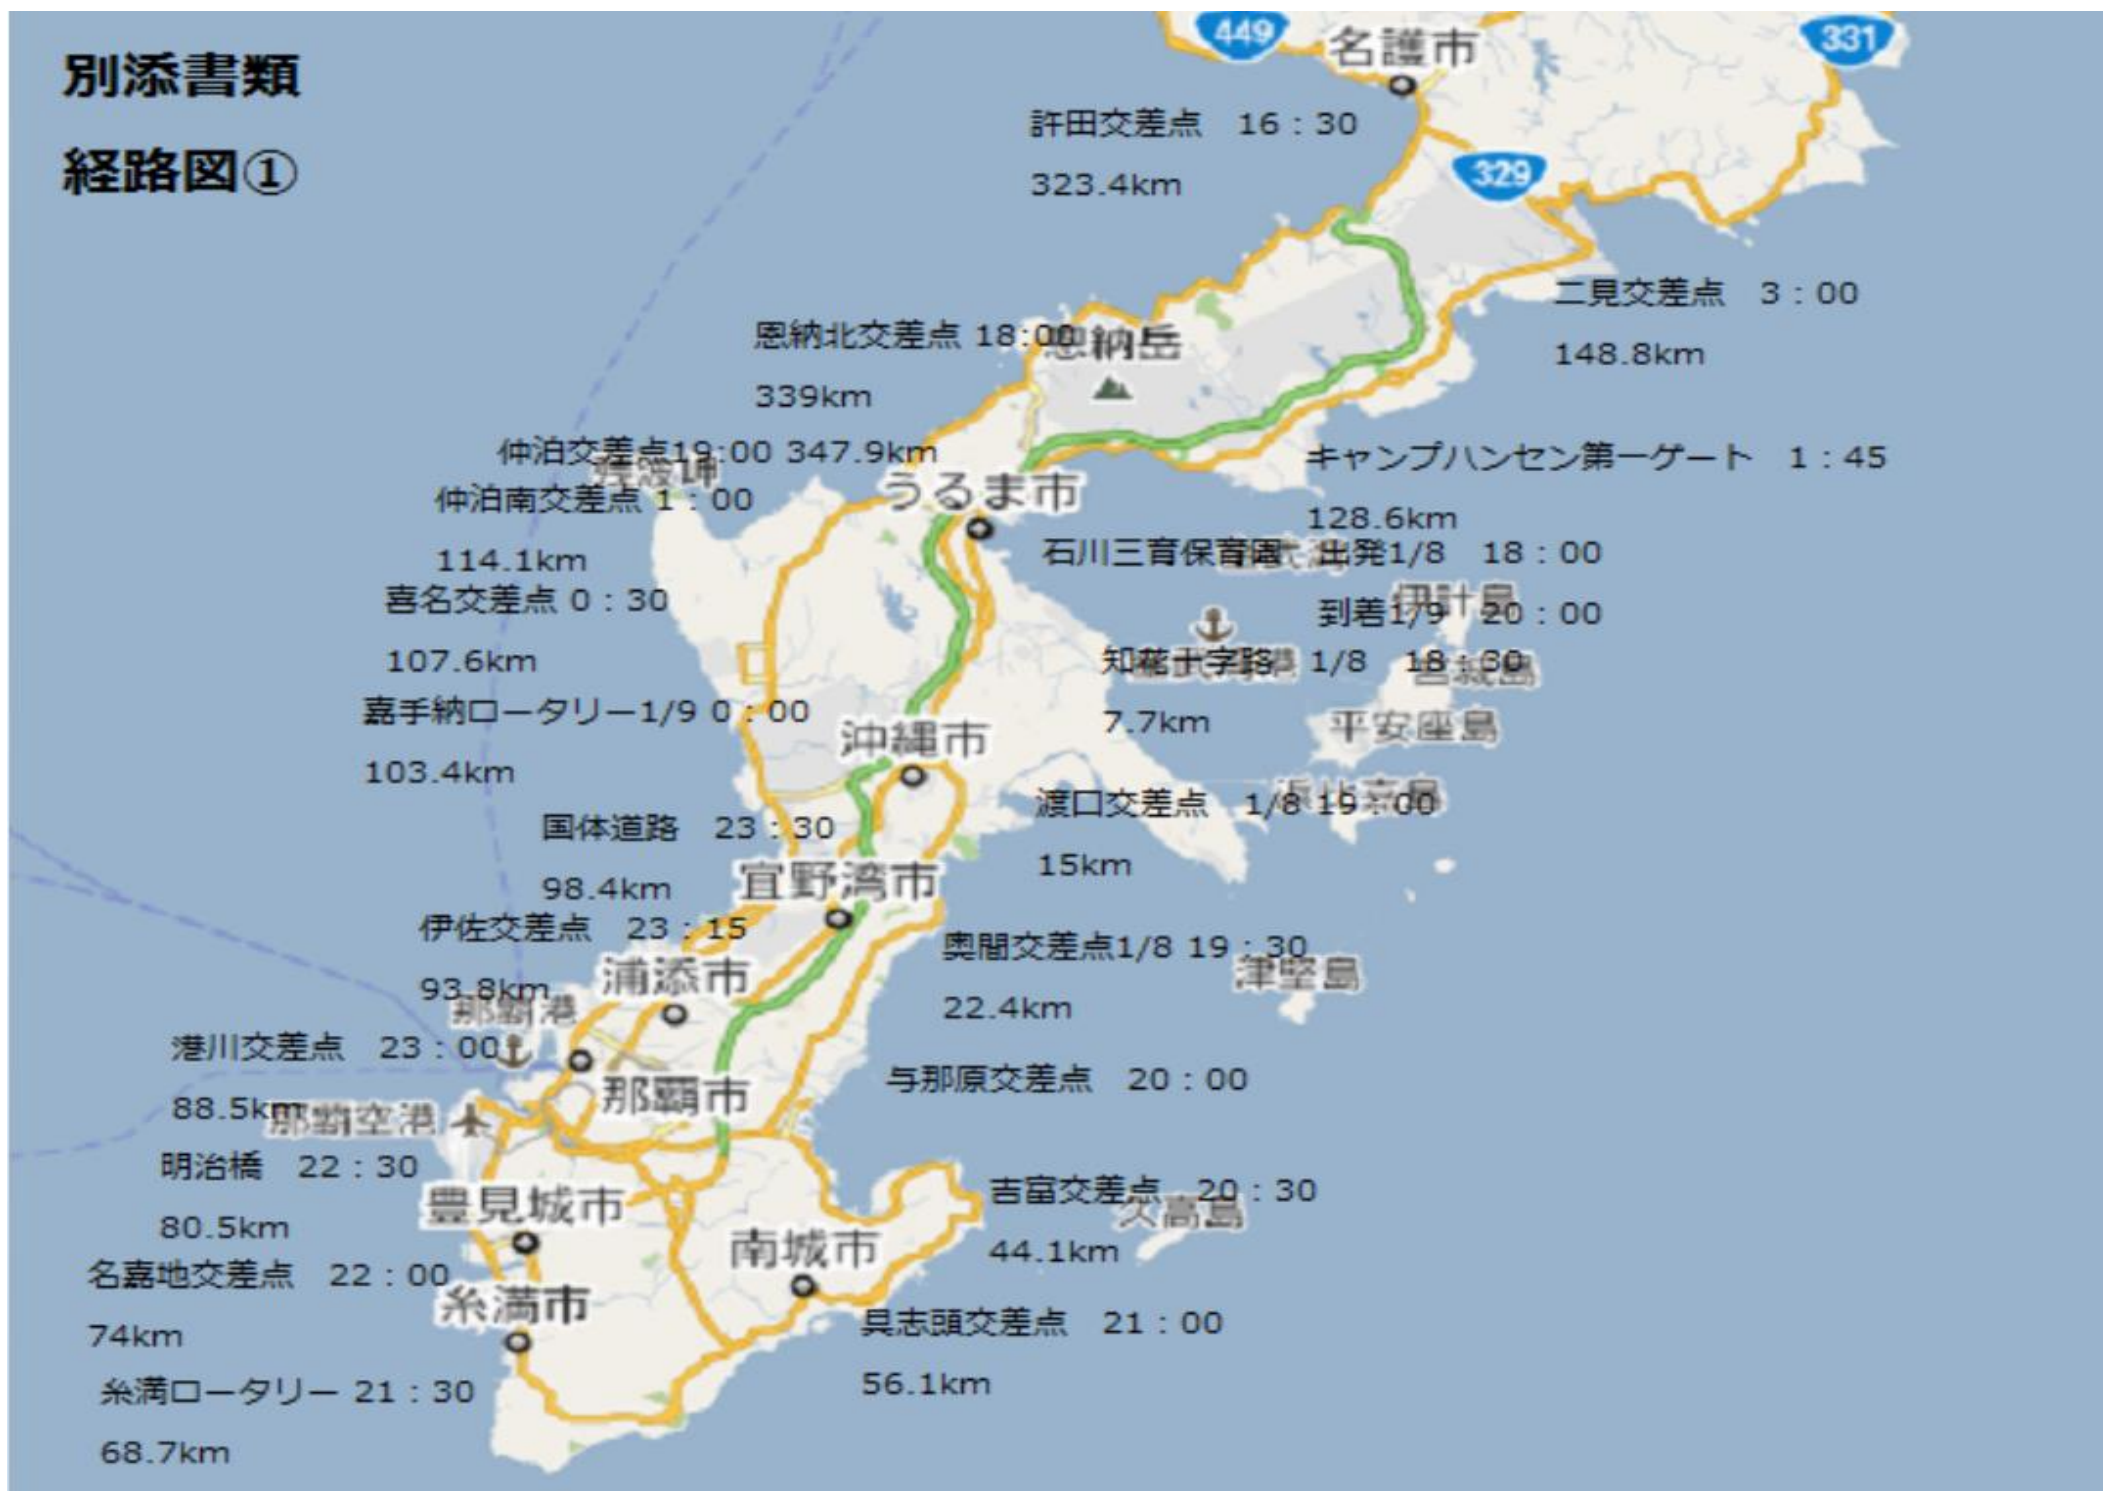 別添書類
経路図①
449
名護市
331
許田交差点 16：30
323.4km
329
二見交差点 3：00
148.8km
恩納北交差点 18:00
恩納岳
339km
仲泊交差点19:00 347.9km
残波岬
キャンプハンセン第一ゲート 1：45
128.6km
うるま市
仲泊南交差点 1：00
114.1km
石川三育保育園 出発1/8 18：00
到着1/9 20：00
伊計島
喜名交差点 0：30
107.6km
知花十字路 1/8 18：30
宮城島
7.7km
平安座島
嘉手納ロータリー1/9 0：00
103.4km
沖縄市
渡口交差点 1/8 19：00
浜比嘉島
15km
国体道路 23：30
98.4km
宜野湾市
伊佐交差点 23：15
93.8km
奥間交差点1/8 19：30
22.4km
津堅島
浦添市
那覇港
港川交差点 23：00
88.5km
那覇空港
那覇市
与那原交差点 20：00
明治橋 22：30
80.5km
豊見城市
吉富交差点 20：30
44.1km
久高島
南城市
名嘉地交差点 22：00
74km
糸満市
具志頭交差点 21：00
56.1km
糸満ロータリー 21：30
68.7km